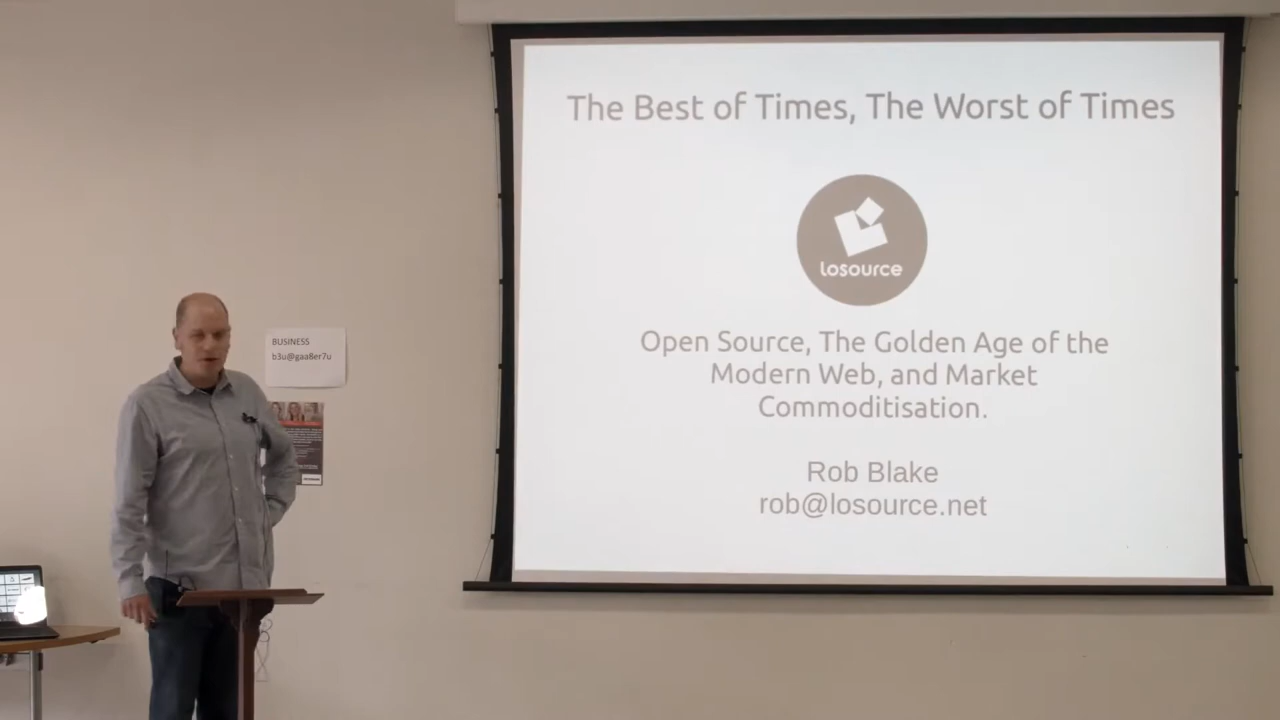 The Best of Times, The Worst of Times
losource
Open Source, The Golden Age of the
Modern Web, and Market
Commoditisation.
Rob Blake
rob@losource.net
BUSINESS
b3u@gaa8er7u